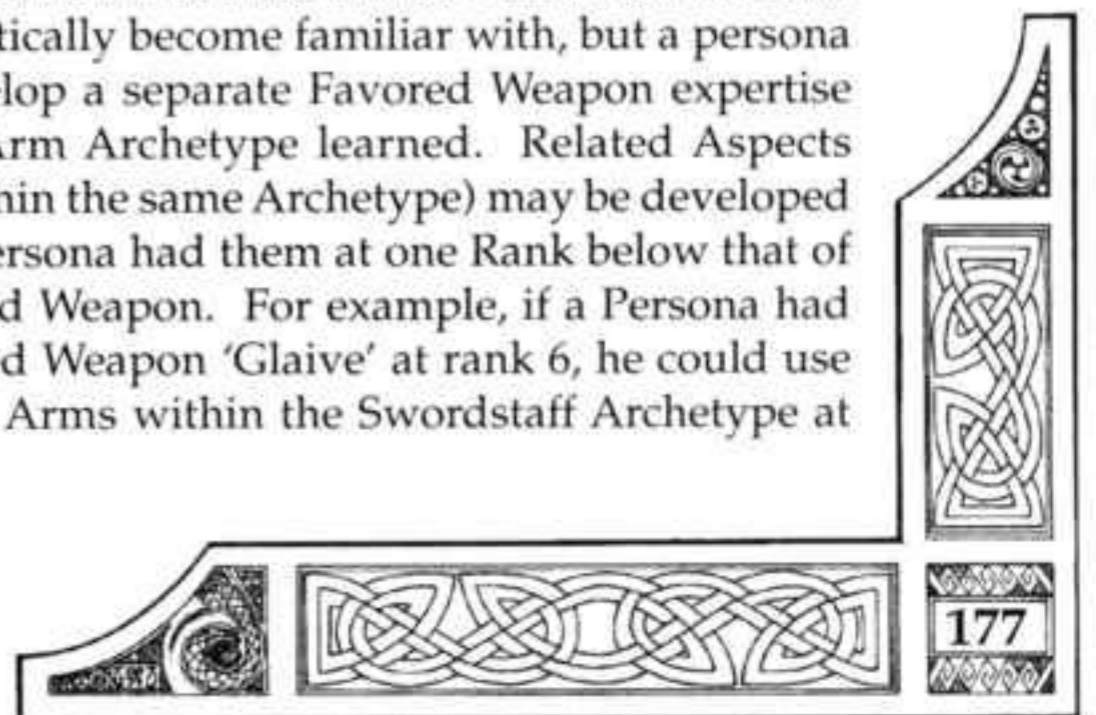 tically become familiar with, but a persona
lop a separate Favored Weapon expertise
Arm Archetype learned. Related Aspects
hin the same Archetype) may be developed
ersona had them at one Rank below that of
d Weapon. For example, if a Persona had
d Weapon 'Glaive' at rank 6, he could use
Arms within the Swordstaff Archetype at
177